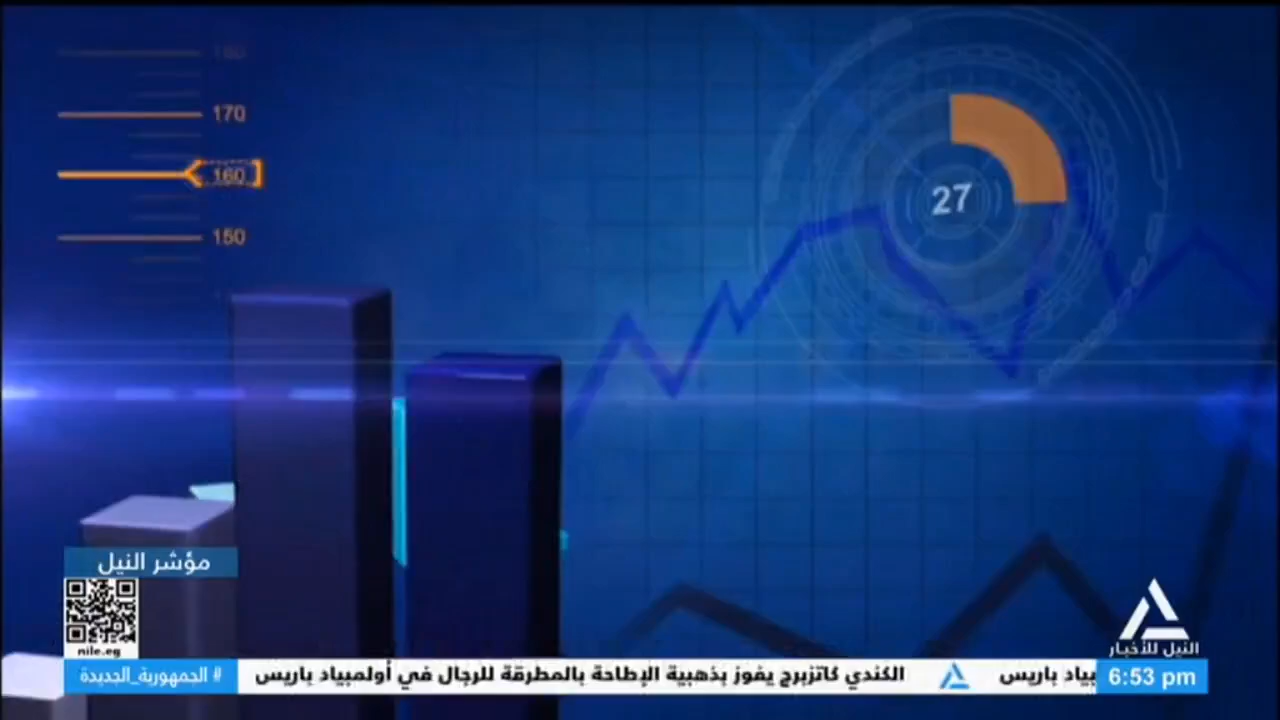 180
170
160
150
27
مؤشر النيل
nile.eg
النيل للأخبار
# الجمهورية_الجديدة
بياد باريس
الكندي كاتزبرج يفوز بذهبية الإطاحة بالمطرقة للرجال في أولمبياد باريس
6:53 pm